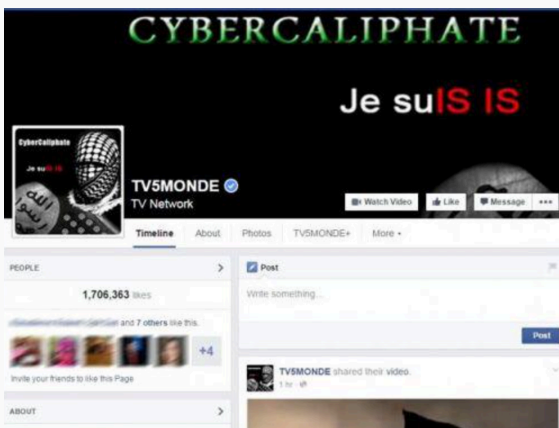 CYBERCALIPHATE
Je suIS IS
CyberCaliphate
Je suIS IS
TV5MONDE
TV Network
Watch Video
Like
Message
Timeline
About
Photos
TV5MONDE+
More
PEOPLE
1,706,363 likes
and 7 others like this.
+4
Invite your friends to like this Page
ABOUT
Post
Write something...
Post
TV5MONDE shared their video.
1 hr